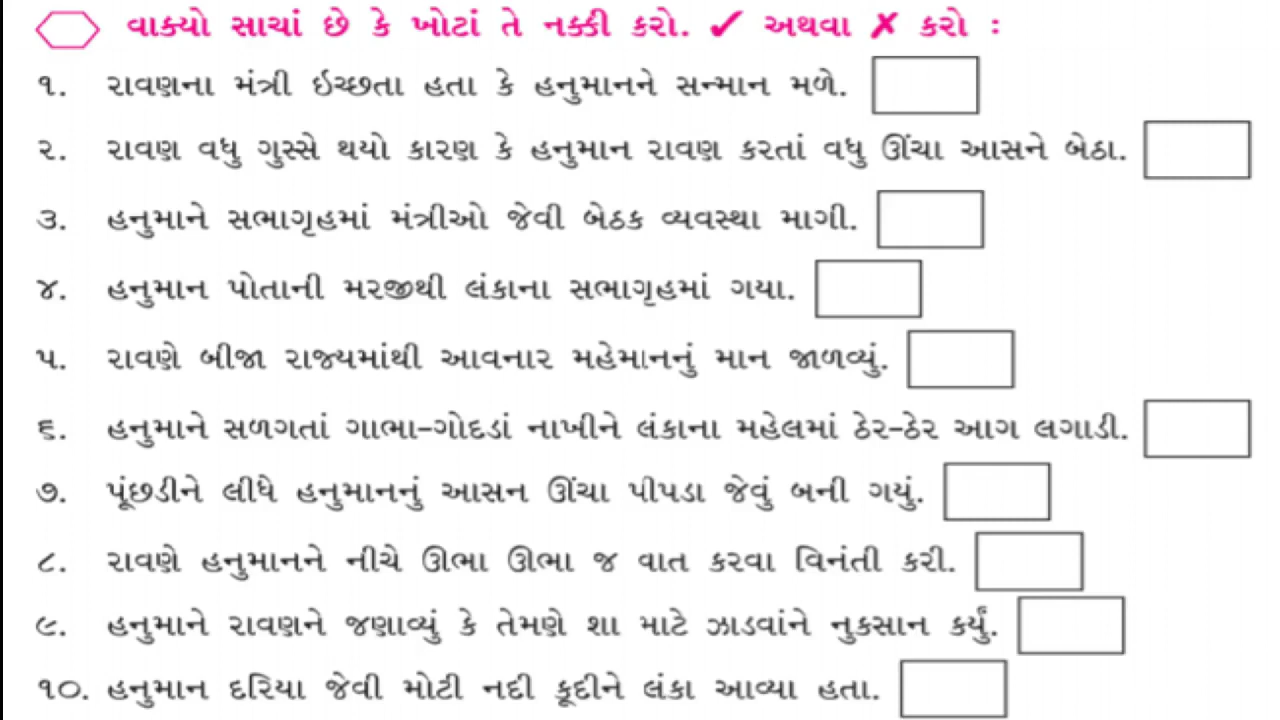 વાક્યો સાચાં છે કે ખોટાં તે નક્કી કરો. ✓ અથવા ✗ કરો :
૧. રાવણના મંત્રી ઇચ્છતા હતા કે હનુમાનને સન્માન મળે.
૨. રાવણ વધુ ગુસ્સે થયો કારણ કે હનુમાન રાવણ કરતાં વધુ ઊંચા આસને બેઠા.
૩. હનુમાને સભાગૃહમાં મંત્રીઓ જેવી બેઠક વ્યવસ્થા માગી.
૪. હનુમાન પોતાની મરજીથી લંકાના સભાગૃહમાં ગયા.
૫. રાવણે બીજા રાજ્યમાંથી આવનાર મહેમાનનું માન જાળવ્યું.
૬. હનુમાને સળગતાં ગાભા-ગોદડાં નાખીને લંકાના મહેલમાં ઠેર-ઠેર આગ લગાડી.
૭. પૂંછડીને લીધે હનુમાનનું આસન ઊંચા પીપડા જેવું બની ગયું.
૮. રાવણે હનુમાનને નીચે ઊભા ઊભા જ વાત કરવા વિનંતી કરી.
૯. હનુમાને રાવણને જણાવ્યું કે તેમણે શા માટે ઝાડવાંને નુકસાન કર્યું.
૧૦. હનુમાન દરિયા જેવી મોટી નદી કૂદીને લંકા આવ્યા હતા.